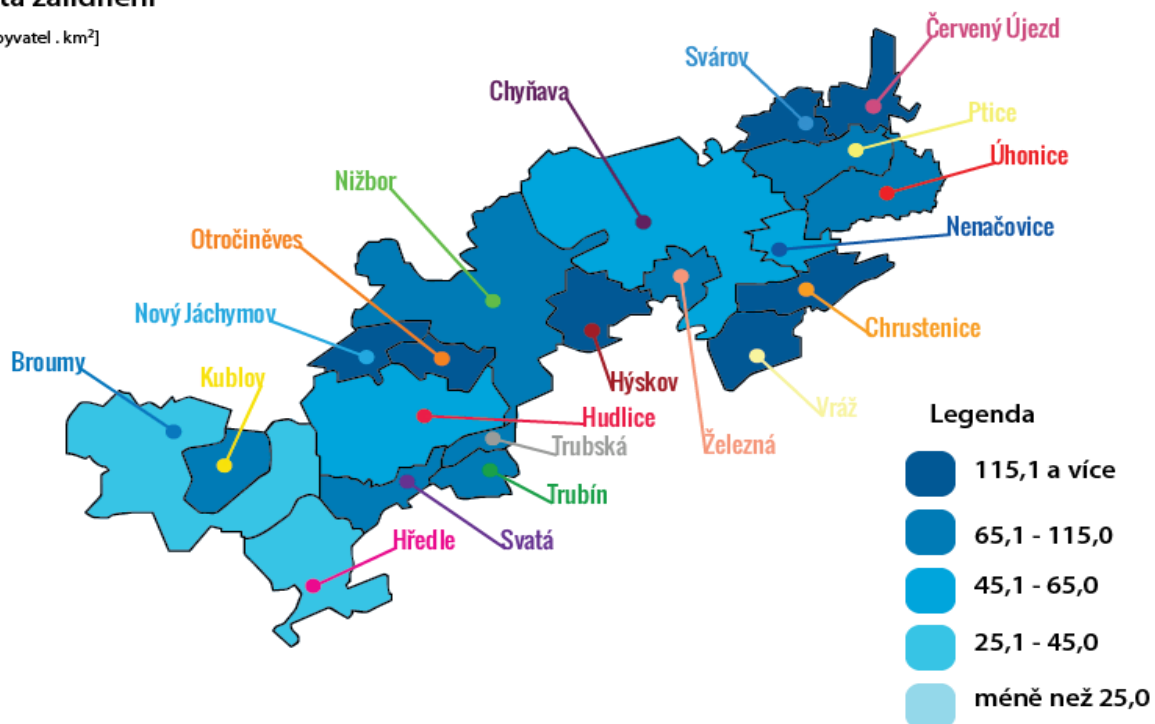 zalidnění
. km²]
Červený Újezd
Svárov
Chyňava
Ptice
Úhonice
Nižbor
Nenačovice
Otročiněves
Nový Jáchymov
Chrustenice
Broumy
Kublov
Hýskov
Vráž
Hudlice
Legenda
Trubská
Železná
115,1 a více
Trubín
65,1 - 115,0
Svatá
Hředle
45,1 - 65,0
25,1 - 45,0
méně než 25,0